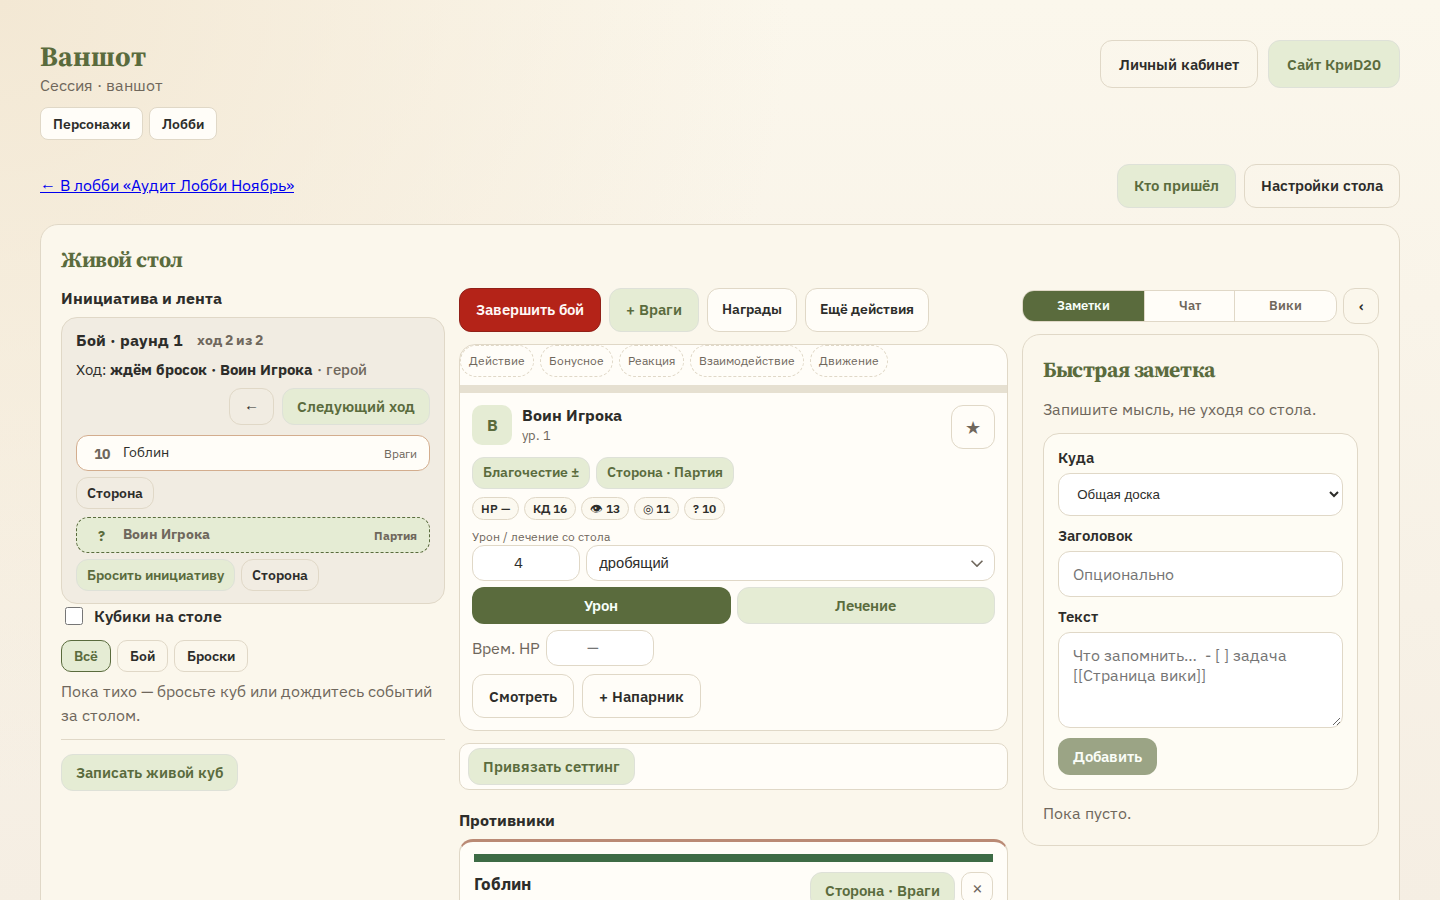 Ваншот
Сессия · ваншот
Персонажи
Лобби
Личный кабинет
Сайт КриD20
← В лобби «Аудит Лобби Ноябрь»
Кто пришёл
Настройки стола
Живой стол
Инициатива и лента
Бой · раунд 1 ход 2 из 2
Ход: ждём бросок · Воин Игрока · герой
←
Следующий ход
10 Гоблин Враги
Сторона
? Воин Игрока Партия
Бросить инициативу
Сторона
Кубики на столе
Всё
Бой
Броски
Пока тихо — бросьте куб или дождитесь событий
за столом.
Записать живой куб
Завершить бой
+ Враги
Награды
Ещё действия
Действие
Бонусное
Реакция
Взаимодействие
Движение
В
Воин Игрока
ур. 1
★
Благочестие ±
Сторона · Партия
HP —
КД 16
👁 13
◎ 11
? 10
Урон / лечение со стола
4
дробящий
Урон
Лечение
Врем. HP —
Смотреть
+ Напарник
Привязать сеттинг
Противники
Гоблин
Сторона · Враги
×
Заметки
Чат
Вики
‹
Быстрая заметка
Запишите мысль, не уходя со стола.
Куда
Общая доска
Заголовок
Опционально
Текст
Что запомнить… - [ ] задача
[[Страница вики]]
Добавить
Пока пусто.